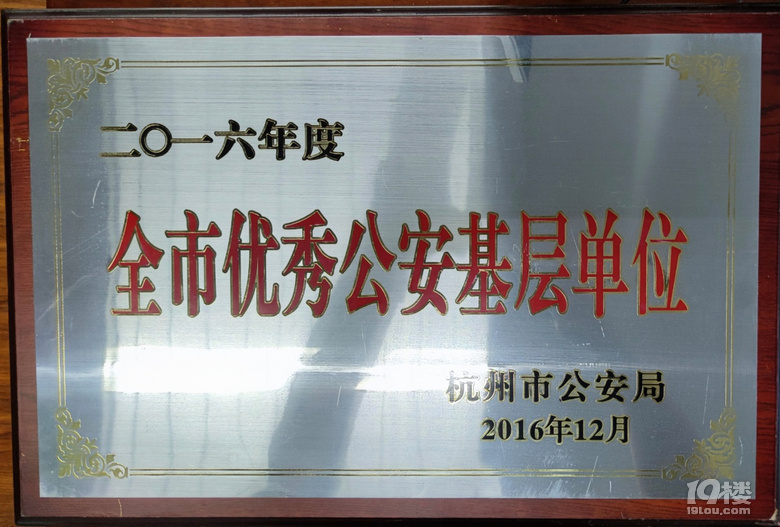 二〇一六年度
全市优秀公安基层单位
杭州市公安局
2016年12月
19楼
19lou.com